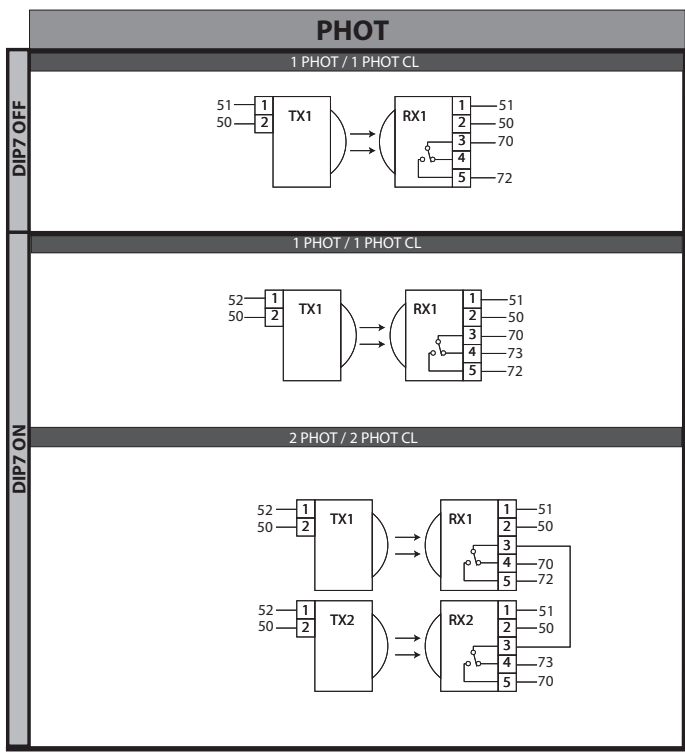 PHOT
DIP7 OFF
1 PHOT / 1 PHOT CL
51 1 TX1 RX1 1 51
50 2 2 50
3 70
4
5 72
DIP7 ON
1 PHOT / 1 PHOT CL
52 1 TX1 RX1 1 51
50 2 2 50
3 70
4 73
5 72
2 PHOT / 2 PHOT CL
52 1 TX1 RX1 1 51
50 2 2 50
3
4 70
5 72
52 1 TX2 RX2 1 51
50 2 2 50
3
4 73
5 70